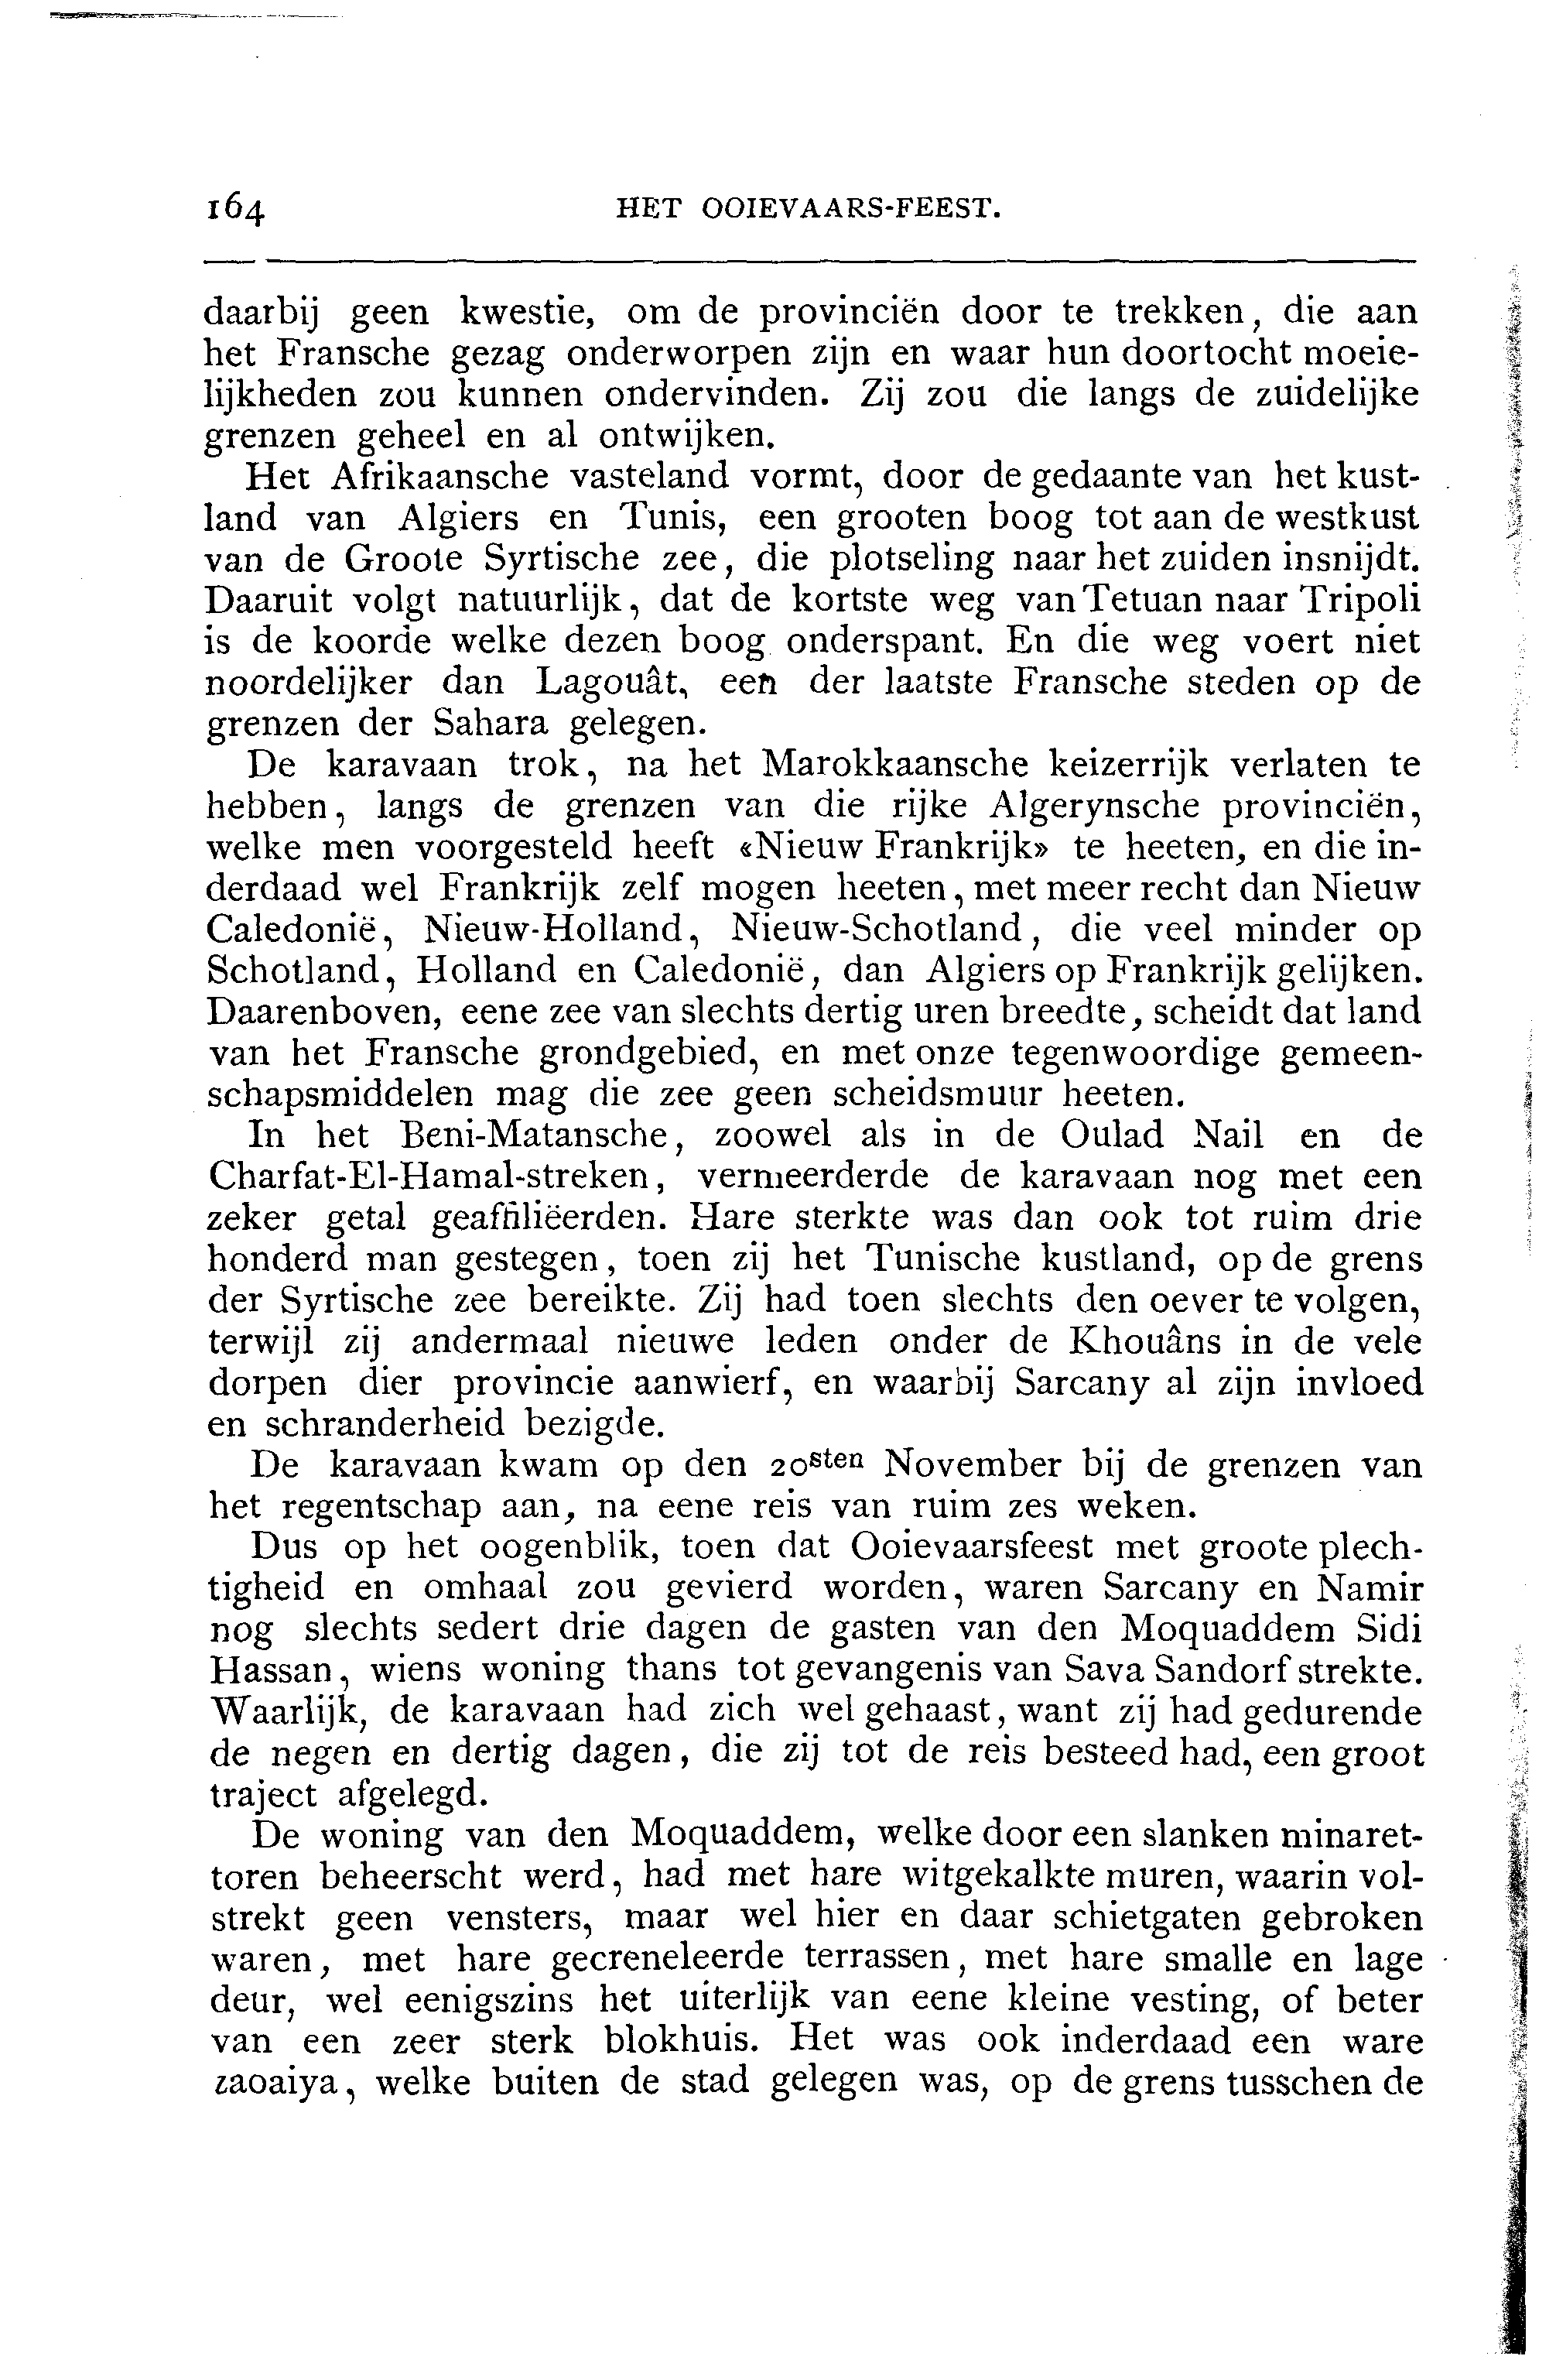 164 HET OOIEVAARS-FEEST.
daarbij geen kwestie, om de provinciën door te trekken, die aan
het Fransche gezag onderworpen zijn en waar hun doortocht moeie-
lijkheden zou kunnen ondervinden. Zij zou die langs de zuidelijke
grenzen geheel en al ontwijken.
Het Afrikaansche vasteland vormt, door de gedaante van het kust-
land van Algiers en Tunis, een grooten boog tot aan de westkust
van de Groote Syrtische zee, die plotseling naar het zuiden insnijdt.
Daaruit volgt natuurlijk, dat de kortste weg van Tetuan naar Tripoli
is de koorde welke dezen boog onderspant. En die weg voert niet
noordelijker dan Lagouât, een der laatste Fransche steden op de
grenzen der Sahara gelegen.
De karavaan trok, na het Marokkaansche keizerrijk verlaten te
hebben, langs de grenzen van die rijke Algerynsche provinciën,
welke men voorgesteld heeft «Nieuw Frankrijk» te heeten, en die in-
derdaad wel Frankrijk zelf mogen heeten, met meer recht dan Nieuw
Caledonië, Nieuw-Holland, Nieuw-Schotland, die veel minder op
Schotland, Holland en Caledonië, dan Algiers op Frankrijk gelijken.
Daarenboven, eene zee van slechts dertig uren breedte, scheidt dat land
van het Fransche grondgebied, en met onze tegenwoordige gemeen-
schapsmiddelen mag die zee geen scheidsmuur heeten.
In het Beni-Matansche, zoowel als in de Oulad Nail en de
Charfat-El-Hamal-streken, vermeerderde de karavaan nog met een
zeker getal geaffiliëerden. Hare sterkte was dan ook tot ruim drie
honderd man gestegen, toen zij het Tunische kustland, op de grens
der Syrtische zee bereikte. Zij had toen slechts den oever te volgen,
terwijl zij andermaal nieuwe leden onder de Khouâns in de vele
dorpen dier provincie aanwierf, en waarbij Sarcany al zijn invloed
en schranderheid bezigde.
De karavaan kwam op den 20sten November bij de grenzen van
het regentschap aan, na eene reis van ruim zes weken.
Dus op het oogenblik, toen dat Ooievaarsfeest met groote plech-
tigheid en omhaal zou gevierd worden, waren Sarcany en Namir
nog slechts sedert drie dagen de gasten van den Moquaddem Sidi
Hassan, wiens woning thans tot gevangenis van Sava Sandorf strekte.
Waarlijk, de karavaan had zich wel gehaast, want zij had gedurende
de negen en dertig dagen, die zij tot de reis besteed had, een groot
traject afgelegd.
De woning van den Moquaddem, welke door een slanken minaret-
toren beheerscht werd, had met hare witgekalkte muren, waarin vol-
strekt geen vensters, maar wel hier en daar schietgaten gebroken
waren, met hare gecreneleerde terrassen, met hare smalle en lage
deur, wel eenigszins het uiterlijk van eene kleine vesting, of beter
van een zeer sterk blokhuis. Het was ook inderdaad een ware
zaoaiya, welke buiten de stad gelegen was, op de grens tusschen de